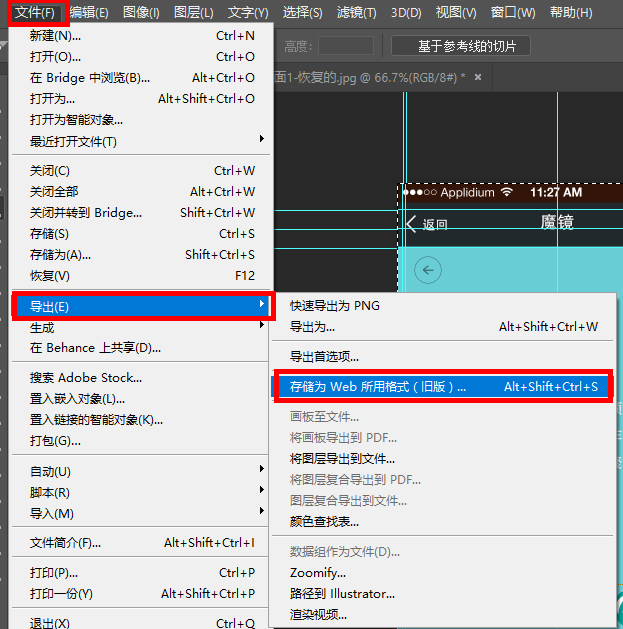 文件(F) 编辑(E) 图像(I) 图层(L) 文字(Y) 选择(S) 滤镜(T) 3D(D) 视图(V) 窗口(W) 帮助(H)
新建(N)... Ctrl+N
打开(O)... Ctrl+O
在 Bridge 中浏览(B)... Alt+Ctrl+O
打开为... Alt+Shift+Ctrl+O
打开为智能对象...
最近打开文件(T)
关闭(C) Ctrl+W
关闭全部 Alt+Ctrl+W
关闭并转到 Bridge... Shift+Ctrl+W
存储(S) Ctrl+S
存储为(A)... Shift+Ctrl+S
恢复(V) F12
导出(E)
生成
在 Behance 上共享(D)...
搜索 Adobe Stock...
置入嵌入对象(L)...
置入链接的智能对象(K)...
打包(G)...
自动(U)
脚本(R)
导入(M)
文件简介(F)... Alt+Shift+Ctrl+I
打印(P)... Ctrl+P
打印一份(Y) Alt+Shift+Ctrl+P
退出(X) Ctrl+Q
高度:
基于参考线的切片
面1-恢复的.jpg @ 66.7%(RGB/8#) * ×
Applidium 11:27 AM
返回 魔镜
快速导出为 PNG
导出为... Alt+Shift+Ctrl+W
导出首选项...
存储为 Web 所用格式（旧版）... Alt+Shift+Ctrl+S
画板至文件...
将画板导出到 PDF...
将图层导出到文件...
将图层复合导出到 PDF...
图层复合导出到文件...
颜色查找表...
数据组作为文件(D)...
Zoomify...
路径到 Illustrator...
渲染视频...